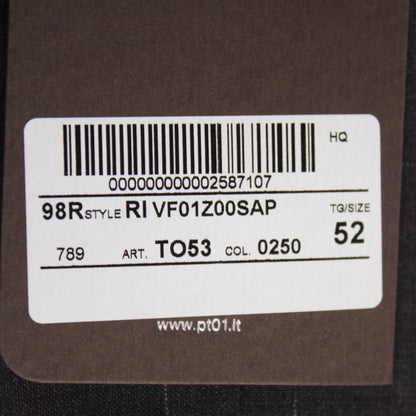 HQ
000000000002587107
98R STYLE RI VF01Z00SAP TG/SIZE
789 ART. TO53 COL. 0250 52
www.pt01.it